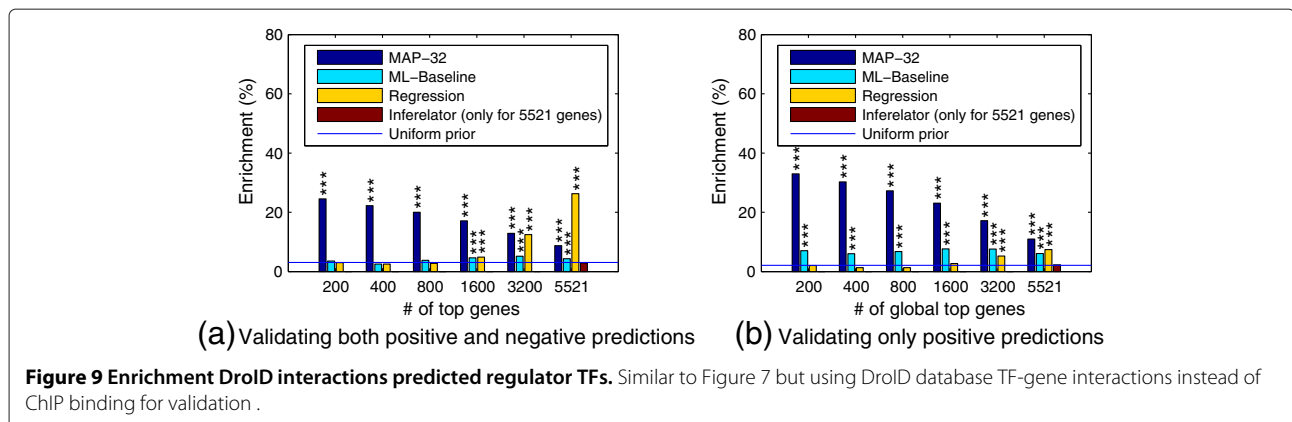 80
60
40
20
0
Enrichment (%)
MAP−32
ML−Baseline
Regression
Inferelator (only for 5521 genes)
Uniform prior
***
***
***
***
***
***
***
***
***
***
***
***
200 400 800 1600 3200 5521
# of top genes
(a) Validating both positive and negative predictions
80
60
40
20
0
Enrichment (%)
MAP−32
ML−Baseline
Regression
Inferelator (only for 5521 genes)
Uniform prior
***
***
***
***
***
***
***
***
***
***
***
***
***
***
200 400 800 1600 3200 5521
# of global top genes
(b) Validating only positive predictions
Figure 9 Enrichment DroID interactions predicted regulator TFs. Similar to Figure 7 but using DroID database TF-gene interactions instead of
ChIP binding for validation .